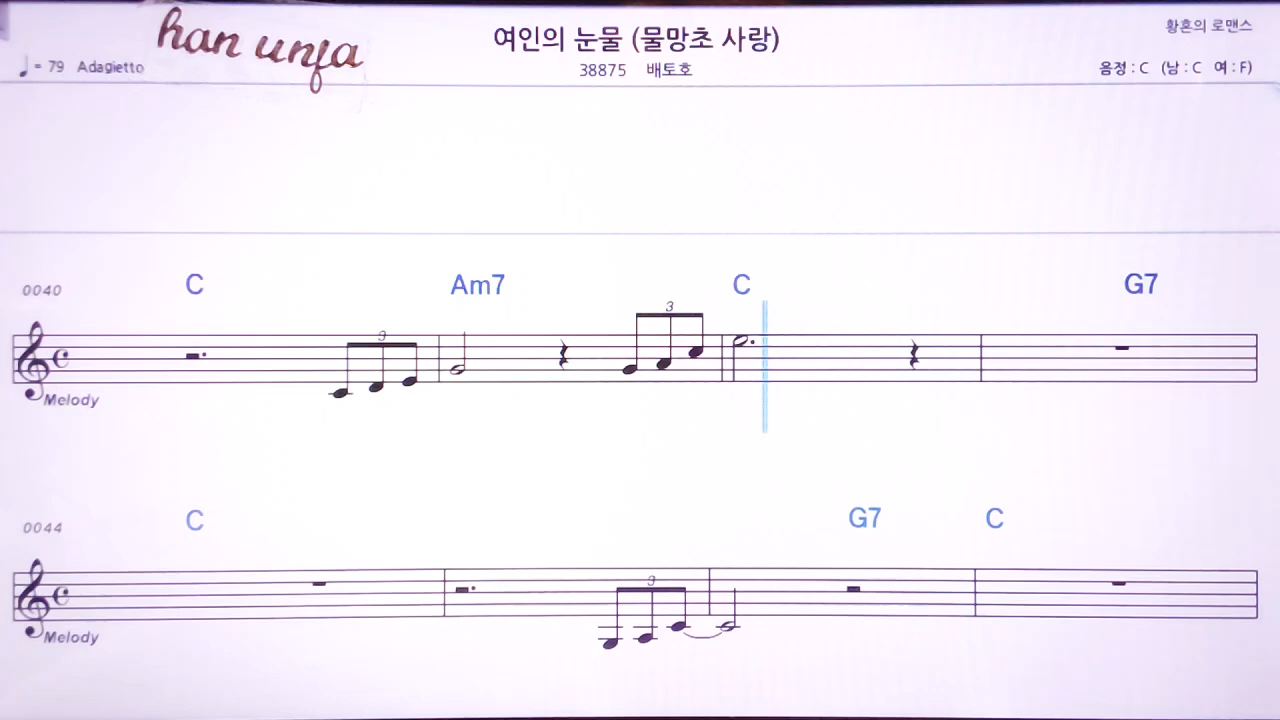 han unfa
여인의 눈물 (물망초 사랑)
황혼의 로맨스
♩ = 79 Adagietto
38875 배토호
음정 : C (남 : C 여 : F)
0040
C Am7 C G7
3 3
Melody
0044
C G7 C
3
Melody